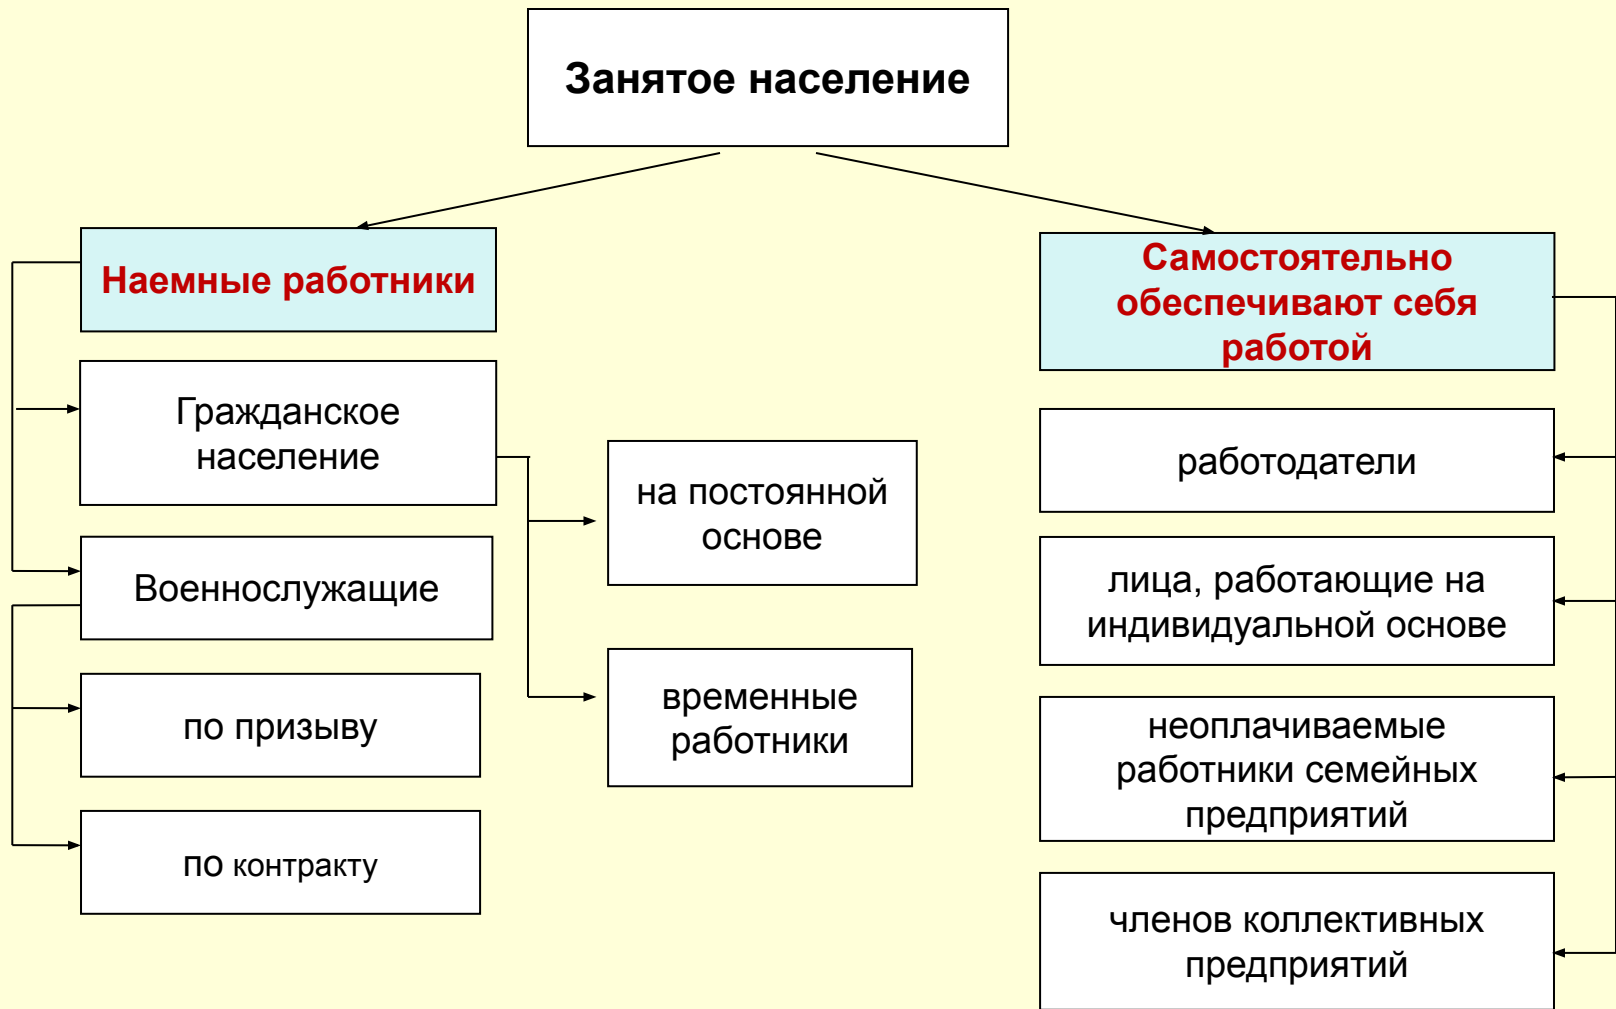 Занятое население
Наемные работники
Гражданское
население
Военнослужащие
по призыву
по контракту
на постоянной
основе
временные
работники
Самостоятельно
обеспечивают себя
работой
работодатели
лица, работающие на
индивидуальной основе
неоплачиваемые
работники семейных
предприятий
членов коллективных
предприятий